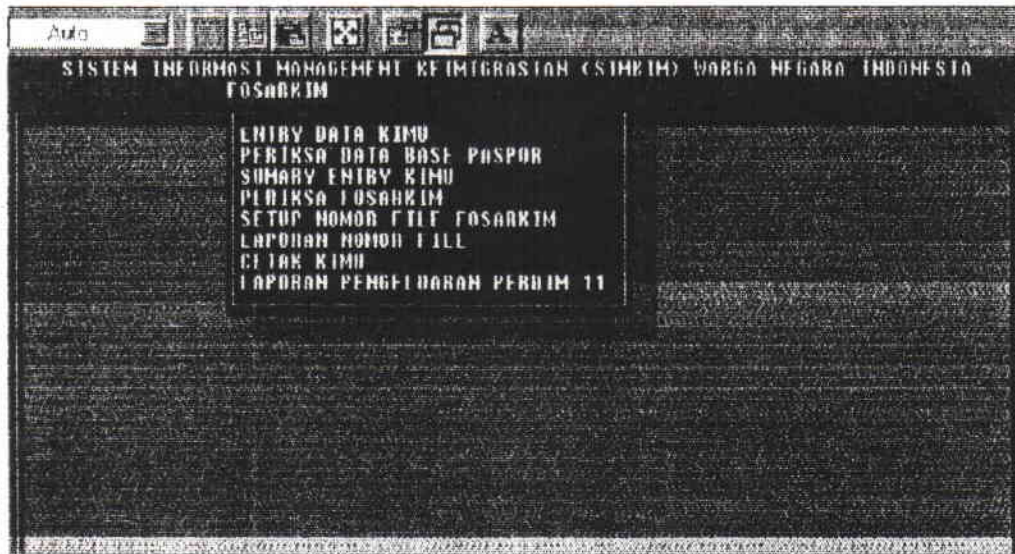 Auto
A
SISTEM INFORMASI MANAGEMENT KEIMIGRASIAN (SIMKIM) WARGA NEGARA INDONESIA
FOSARKIM
ENTRY DATA KIMU
PERIKSA DATA BASE PASPOR
SUMARY ENTRY KIMU
PERIKSA FOSARKIM
SETUP NOMOR FILE FOSARKIM
LAPORAN NOMOR FILE
CETAK KIMU
LAPORAN PENGELUARAN PERDIM 11